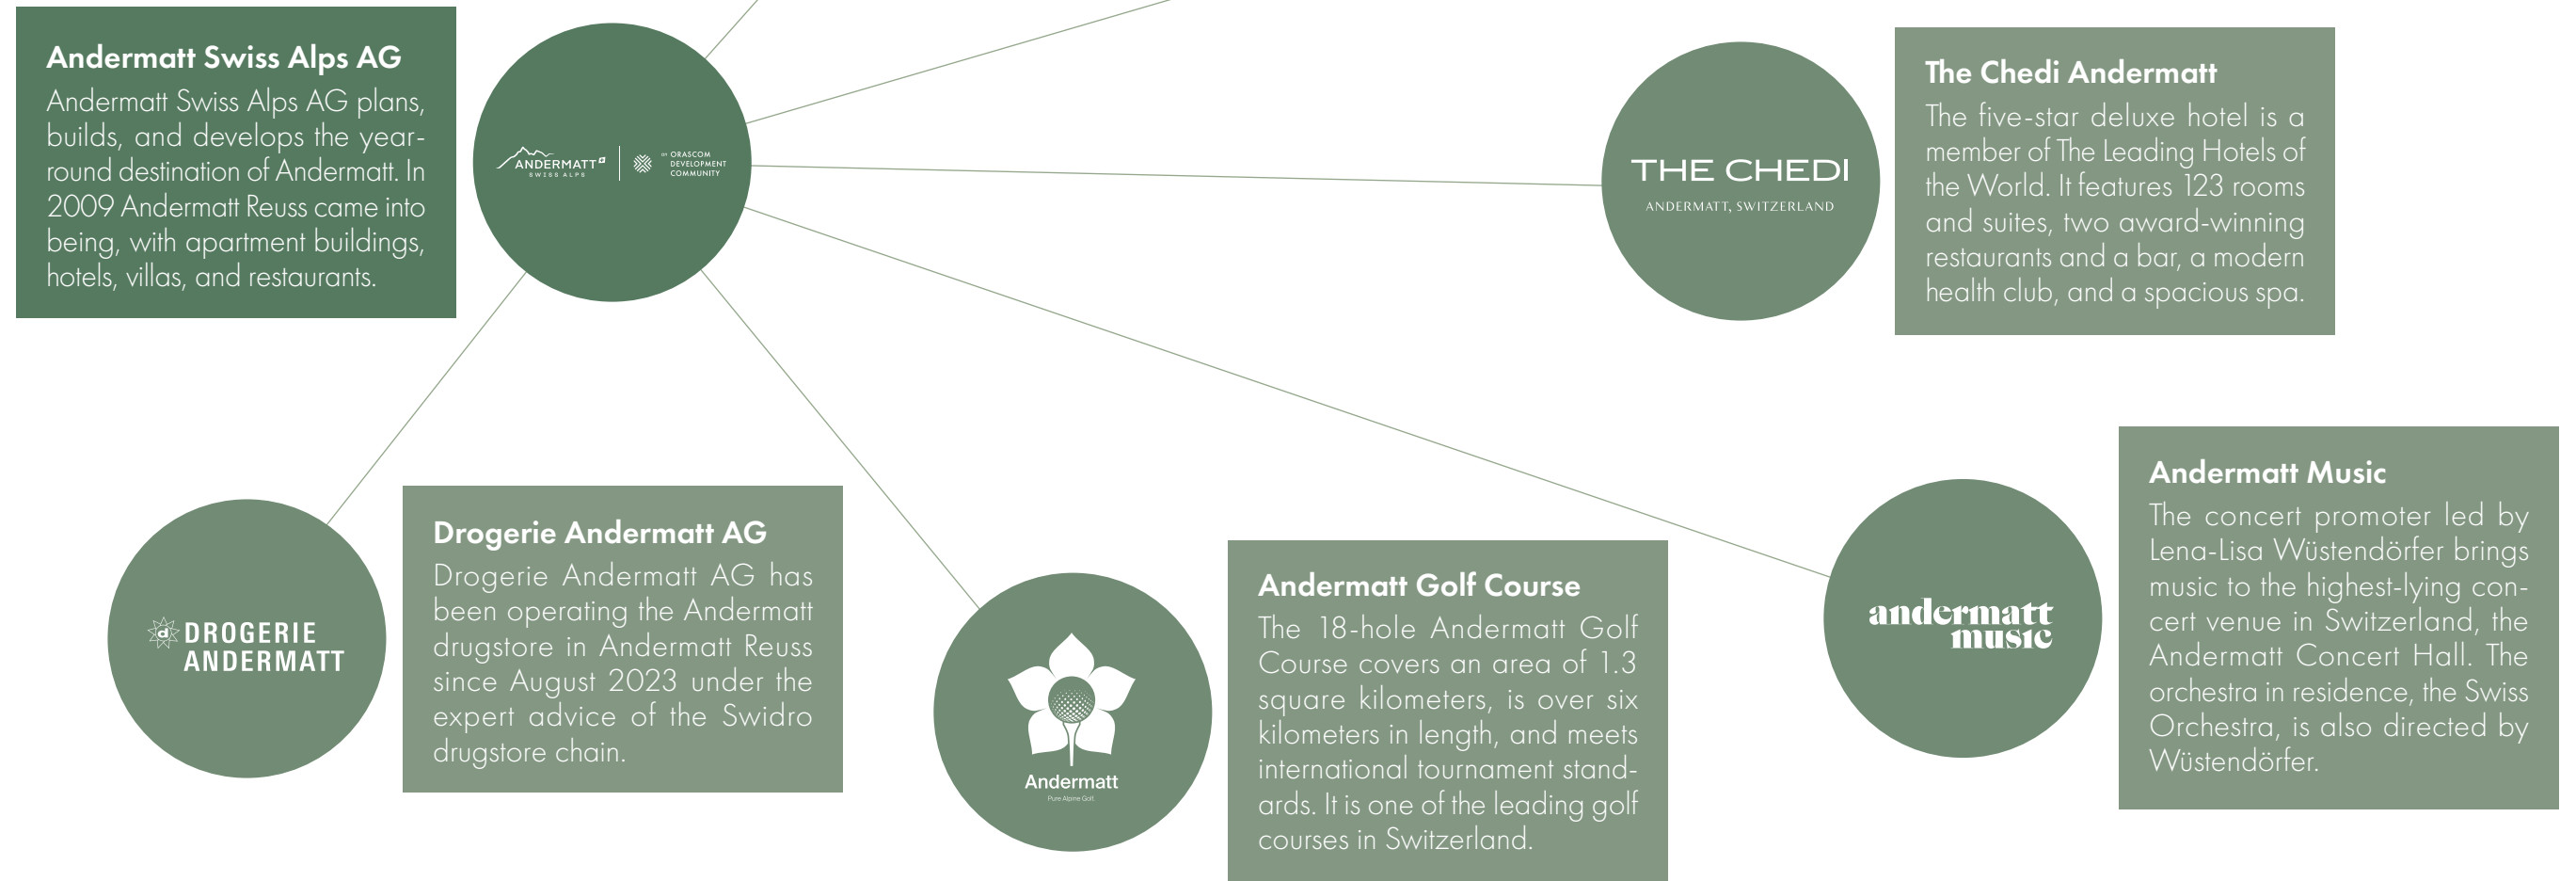 Andermatt Swiss Alps AG
Andermatt Swiss Alps AG plans,
builds, and develops the year-
round destination of Andermatt. In
2009 Andermatt Reuss came into
being, with apartment buildings,
hotels, villas, and restaurants.
ANDERMATT
SWISS ALPS
BY ORASCOM
DEVELOPMENT
COMMUNITY
THE CHEDI
ANDERMATT, SWITZERLAND
The Chedi Andermatt
The five-star deluxe hotel is a
member of The Leading Hotels of
the World. It features 123 rooms
and suites, two award-winning
restaurants and a bar, a modern
health club, and a spacious spa.
d DROGERIE
ANDERMATT
Drogerie Andermatt AG
Drogerie Andermatt AG has
been operating the Andermatt
drugstore in Andermatt Reuss
since August 2023 under the
expert advice of the Swidro
drugstore chain.
Andermatt
Pure Alpine Golf.
Andermatt Golf Course
The 18-hole Andermatt Golf
Course covers an area of 1.3
square kilometers, is over six
kilometers in length, and meets
international tournament stand-
ards. It is one of the leading golf
courses in Switzerland.
andermatt
music
Andermatt Music
The concert promoter led by
Lena-Lisa Wüstendörfer brings
music to the highest-lying con-
cert venue in Switzerland, the
Andermatt Concert Hall. The
orchestra in residence, the Swiss
Orchestra, is also directed by
Wüstendörfer.